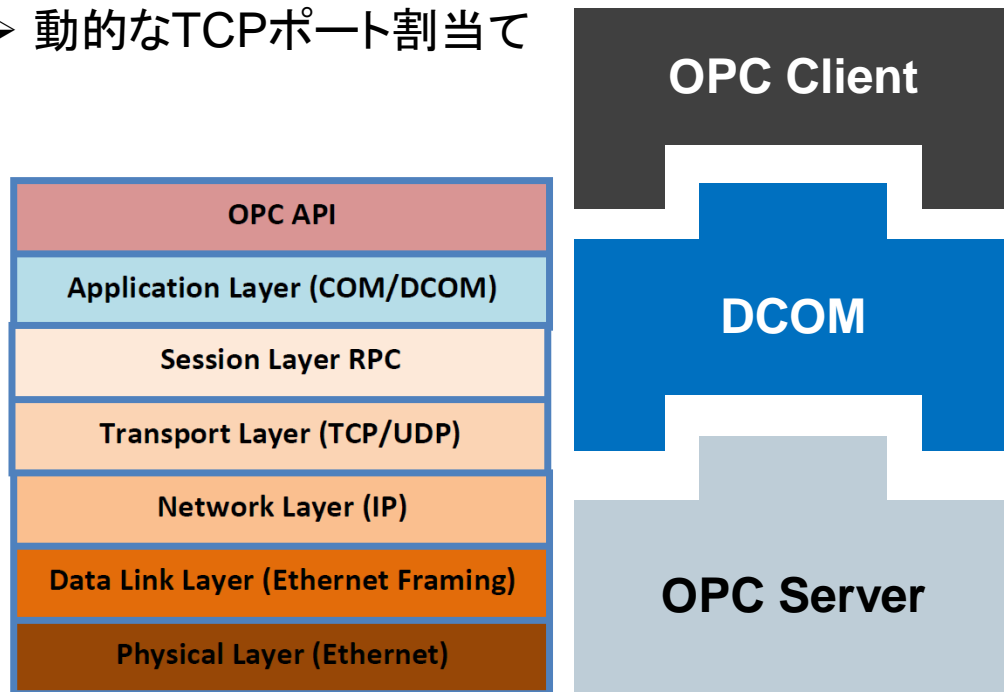 ➢ 動的なTCPポート割当て
OPC API
Application Layer (COM/DCOM)
Session Layer RPC
Transport Layer (TCP/UDP)
Network Layer (IP)
Data Link Layer (Ethernet Framing)
Physical Layer (Ethernet)
OPC Client
DCOM
OPC Server